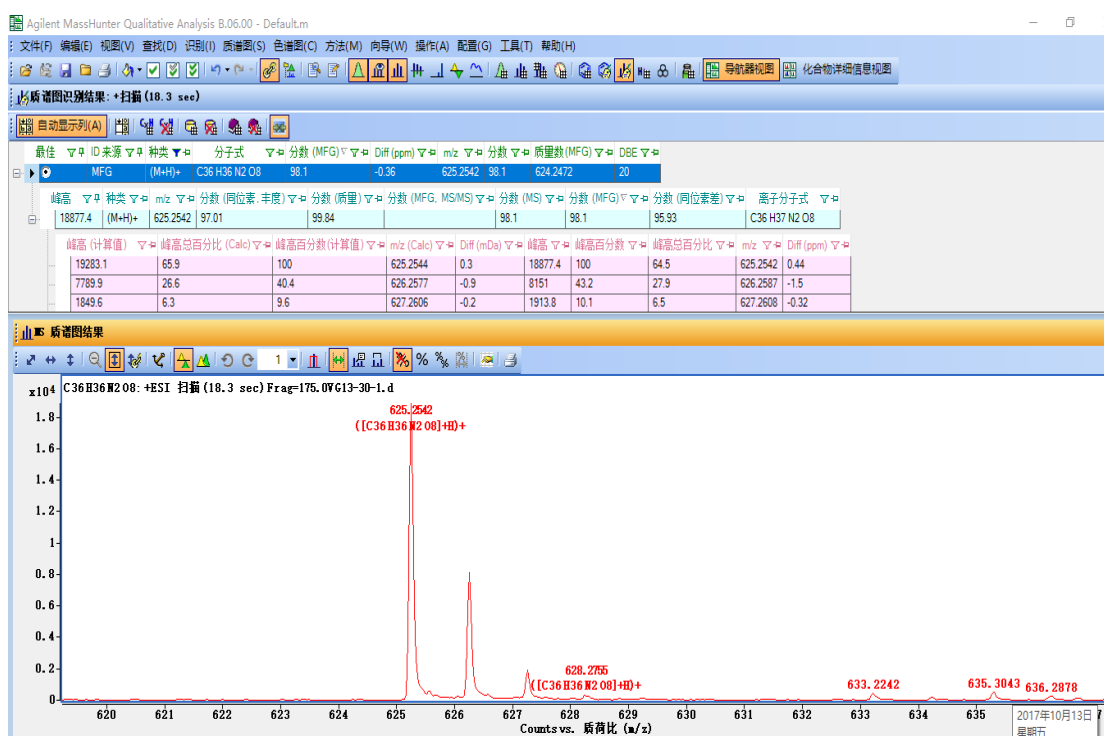 Agilent MassHunter Qualitative Analysis B.06.00 - Default.m
文件(F) 编辑(E) 视图(V) 查找(D) 识别(I) 质谱图(S) 色谱图(C) 方法(M) 向导(W) 操作(A) 配置(G) 工具(T) 帮助(H)
导航器视图 化合物详细信息视图
质谱图识别结果: +扫描(18.3 sec)
自动显示列(A)
最佳 ID 来源 种类 分子式 分数 (MFG) Diff (ppm) m/z 分数 质量数 (MFG) DBE
MFG (M+H)+ C36 H36 N2 O8 98.1 -0.36 625.2542 98.1 624.2472 20
峰高 种类 m/z 分数 (同位素.丰度) 分数 (质量) 分数 (MFG, MS/MS) 分数 (MS) 分数 (MFG) 分数 (同位素差) 离子分子式
18877.4 (M+H)+ 625.2542 97.01 99.84 98.1 98.1 95.93 C36 H37 N2 O8
峰高 (计算值) 峰高总百分比 (Calc) 峰高百分数(计算值) m/z (Calc) Diff (mDa) 峰高 峰高百分数 峰高总百分比 m/z Diff (ppm)
19283.1 65.9 100 625.2544 0.3 18877.4 100 64.5 625.2542 0.44
7789.9 26.6 40.4 626.2577 -0.9 8151 43.2 27.9 626.2587 -1.5
1849.6 6.3 9.6 627.2606 -0.2 1913.8 10.1 6.5 627.2608 -0.32
MS 质谱图结果
1 % %
x10⁴ C36H36N2O8: +ESI 扫描(18.3 sec) Frag=175.0VG13-30-1.d
625.2542
([C36H36N2O8]+H)+
1.8
1.6
1.4
1.2
1
0.8
0.6
0.4
0.2
0
628.2755
([C36H36N2O8]+H)+
633.2242
635.3043
636.2878
620 621 622 623 624 625 626 627 628 629 630 631 632 633 634 635
Counts vs. 质荷比 (m/z)
2017年10月13日
星期五